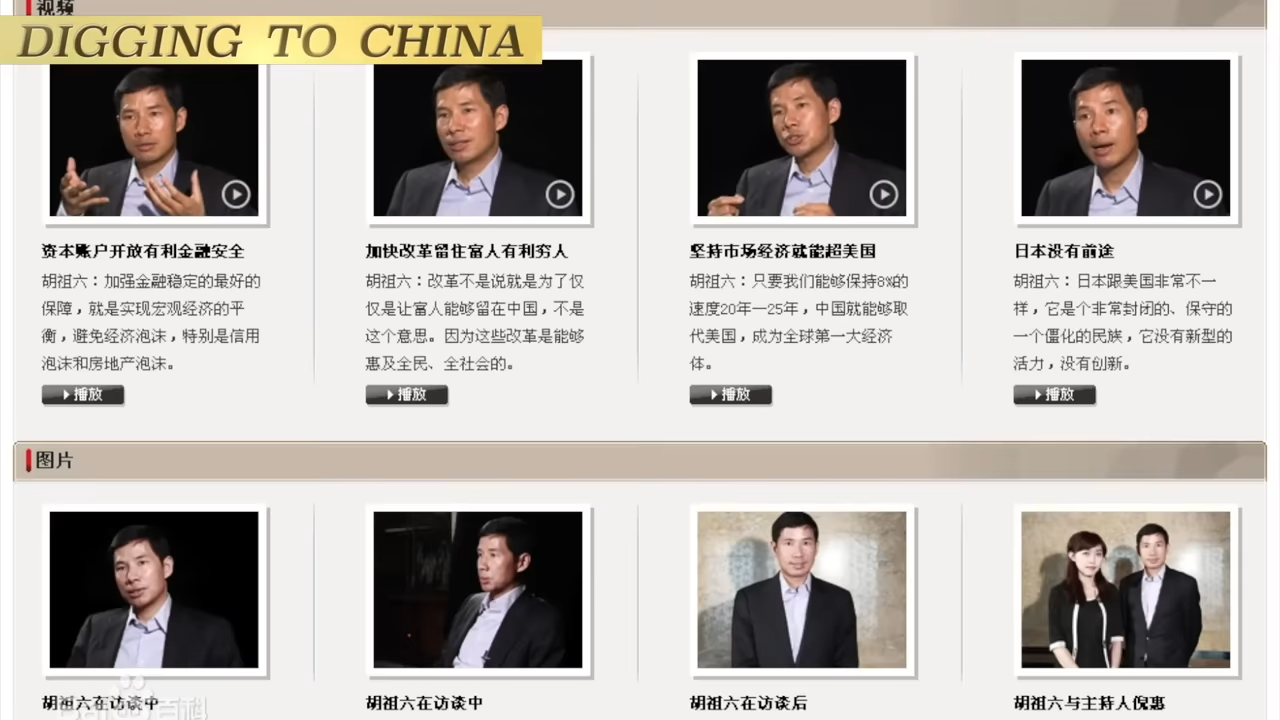 视频
DIGGING TO CHINA
资本账户开放有利金融安全
胡祖六：加强金融稳定的最好的
保障，就是实现宏观经济的平
衡，避免经济泡沫，特别是信用
泡沫和房地产泡沫。
播放
加快改革留住富人有利穷人
胡祖六：改革不是说就是为了仅
仅是让富人能够留在中国，不是
这个意思。因为这些改革是能够
惠及全民、全社会的。
播放
坚持市场经济就能超美国
胡祖六：只要我们能够保持8%的
速度20年—25年，中国就能够取
代美国，成为全球第一大经济
体。
播放
日本没有前途
胡祖六：日本跟美国非常不一
样，它是个非常封闭的、保守的
一个僵化的民族，它没有新型的
活力，没有创新。
播放
图片
胡祖六在访谈中
胡祖六在访谈中
胡祖六在访谈后
胡祖六与主持人倪惠
百科